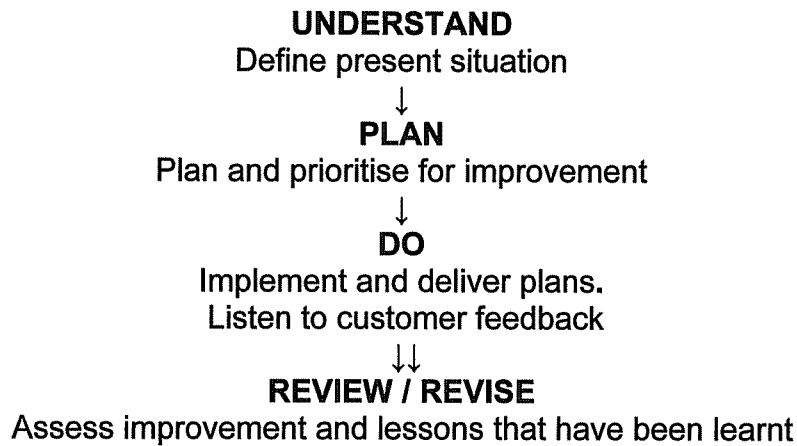 UNDERSTAND
Define present situation
↓
PLAN
Plan and prioritise for improvement
↓
DO
Implement and deliver plans.
Listen to customer feedback
↓↓
REVIEW / REVISE
Assess improvement and lessons that have been learnt